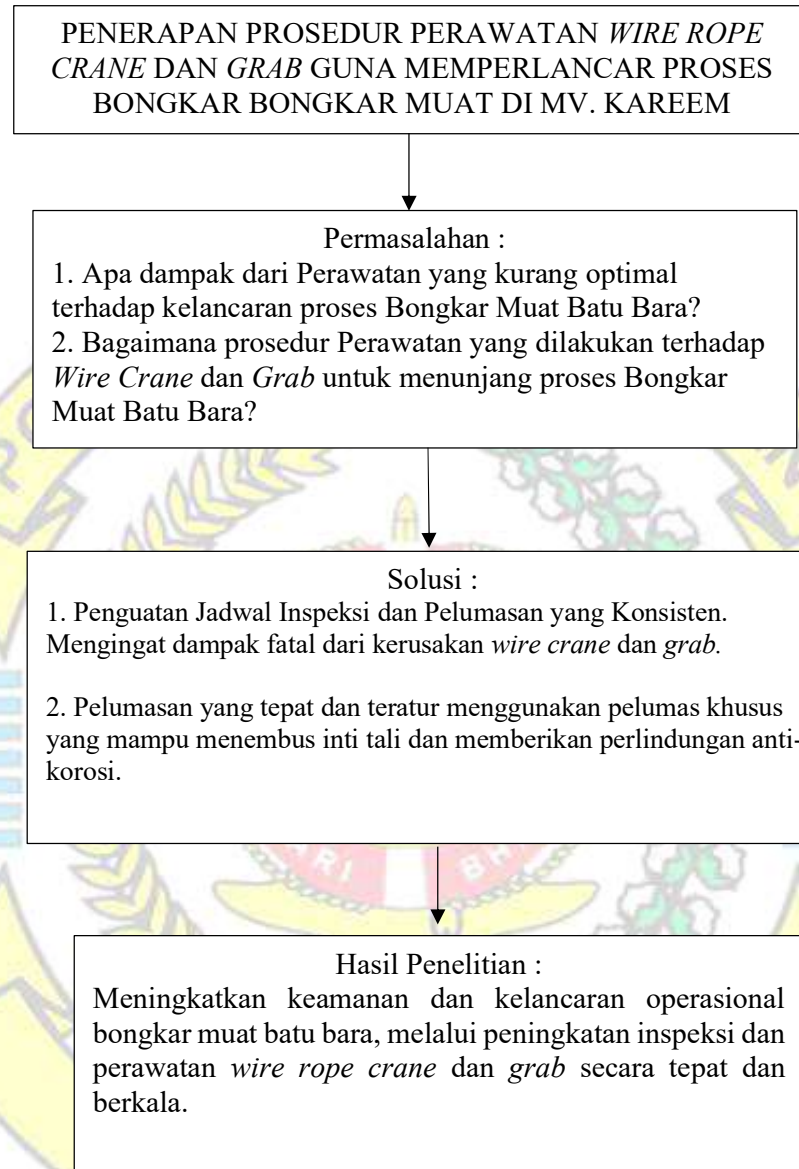 PENERAPAN PROSEDUR PERAWATAN WIRE ROPE
CRANE DAN GRAB GUNA MEMPERLANCAR PROSES
BONGKAR BONGKAR MUAT DI MV. KAREEM
Permasalahan :
1. Apa dampak dari Perawatan yang kurang optimal
terhadap kelancaran proses Bongkar Muat Batu Bara?
2. Bagaimana prosedur Perawatan yang dilakukan terhadap
Wire Crane dan Grab untuk menunjang proses Bongkar
Muat Batu Bara?
Solusi :
1. Penguatan Jadwal Inspeksi dan Pelumasan yang Konsisten.
Mengingat dampak fatal dari kerusakan wire crane dan grab.
2. Pelumasan yang tepat dan teratur menggunakan pelumas khusus
yang mampu menembus inti tali dan memberikan perlindungan anti-
korosi.
Hasil Penelitian :
Meningkatkan keamanan dan kelancaran operasional
bongkar muat batu bara, melalui peningkatan inspeksi dan
perawatan wire rope crane dan grab secara tepat dan
berkala.